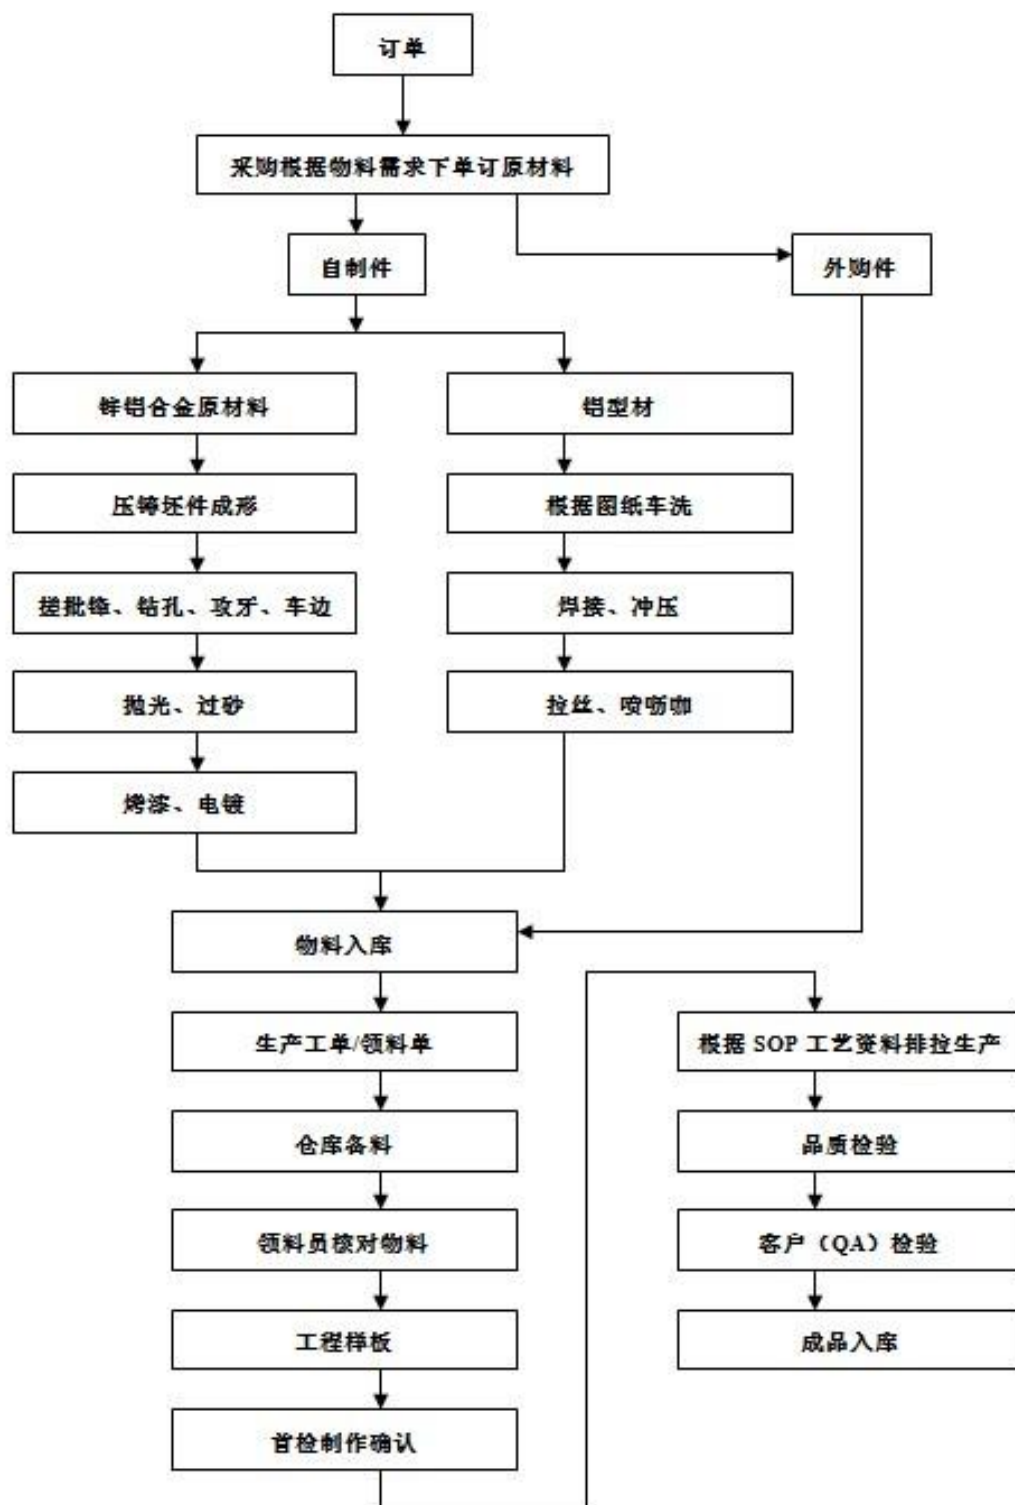 订单
采购根据物料需求下单订原材料
自制件
外购件
锌铝合金原材料
铝型材
压铸坯件成形
根据图纸车洗
搓批锋、钻孔、攻牙、车边
焊接、冲压
抛光、过砂
拉丝、喷呖咖
烤漆、电镀
物料入库
生产工单/领料单
根据 SOP 工艺资料排拉生产
仓库备料
品质检验
领料员核对物料
客户（QA）检验
工程样板
成品入库
首检制作确认